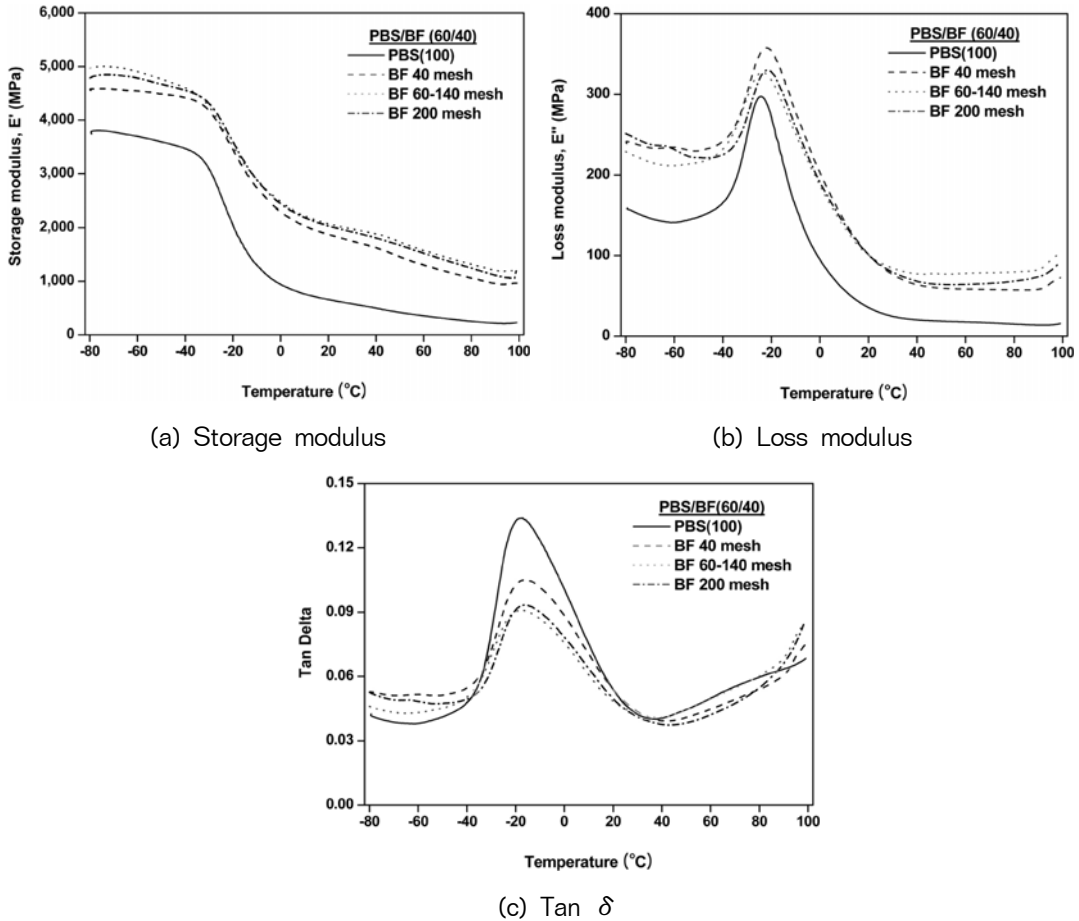 6,000
5,000
4,000
3,000
2,000
1,000
0
Storage modulus, E' (MPa)
PBS/BF (60/40)
PBS(100)
BF 40 mesh
BF 60-140 mesh
BF 200 mesh
-80 -60 -40 -20 0 20 40 60 80 100
Temperature (°C)
(a) Storage modulus
400
300
200
100
0
Loss modulus, E'' (MPa)
PBS/BF (60/40)
PBS(100)
BF 40 mesh
BF 60-140 mesh
BF 200 mesh
-80 -60 -40 -20 0 20 40 60 80 100
Temperature (°C)
(b) Loss modulus
0.15
0.12
0.09
0.06
0.03
0.00
Tan Delta
PBS/BF(60/40)
PBS(100)
BF 40 mesh
BF 60-140 mesh
BF 200 mesh
-80 -60 -40 -20 0 20 40 60 80 100
Temperature (°C)
(c) Tan δ